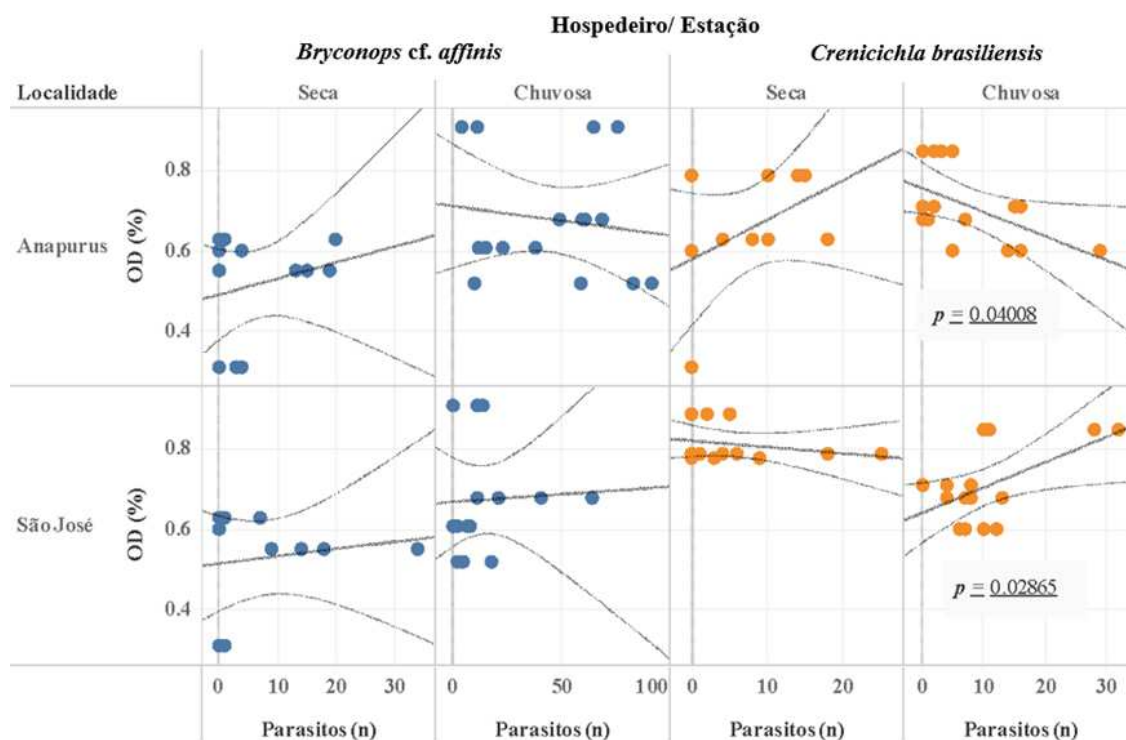 Hospedeiro/ Estação
Bryconops cf. affinis Crenicichla brasiliensis
Localidade Seca Chuvosa Seca Chuvosa
0.8
Anapurus OD (%) 0.6
0.4
p = 0.04008
0.8
São José OD (%) 0.6
0.4
p = 0.02865
0 10 20 30 0 50 100 0 10 20 0 10 20 30
Parasitos (n) Parasitos (n) Parasitos (n) Parasitos (n)